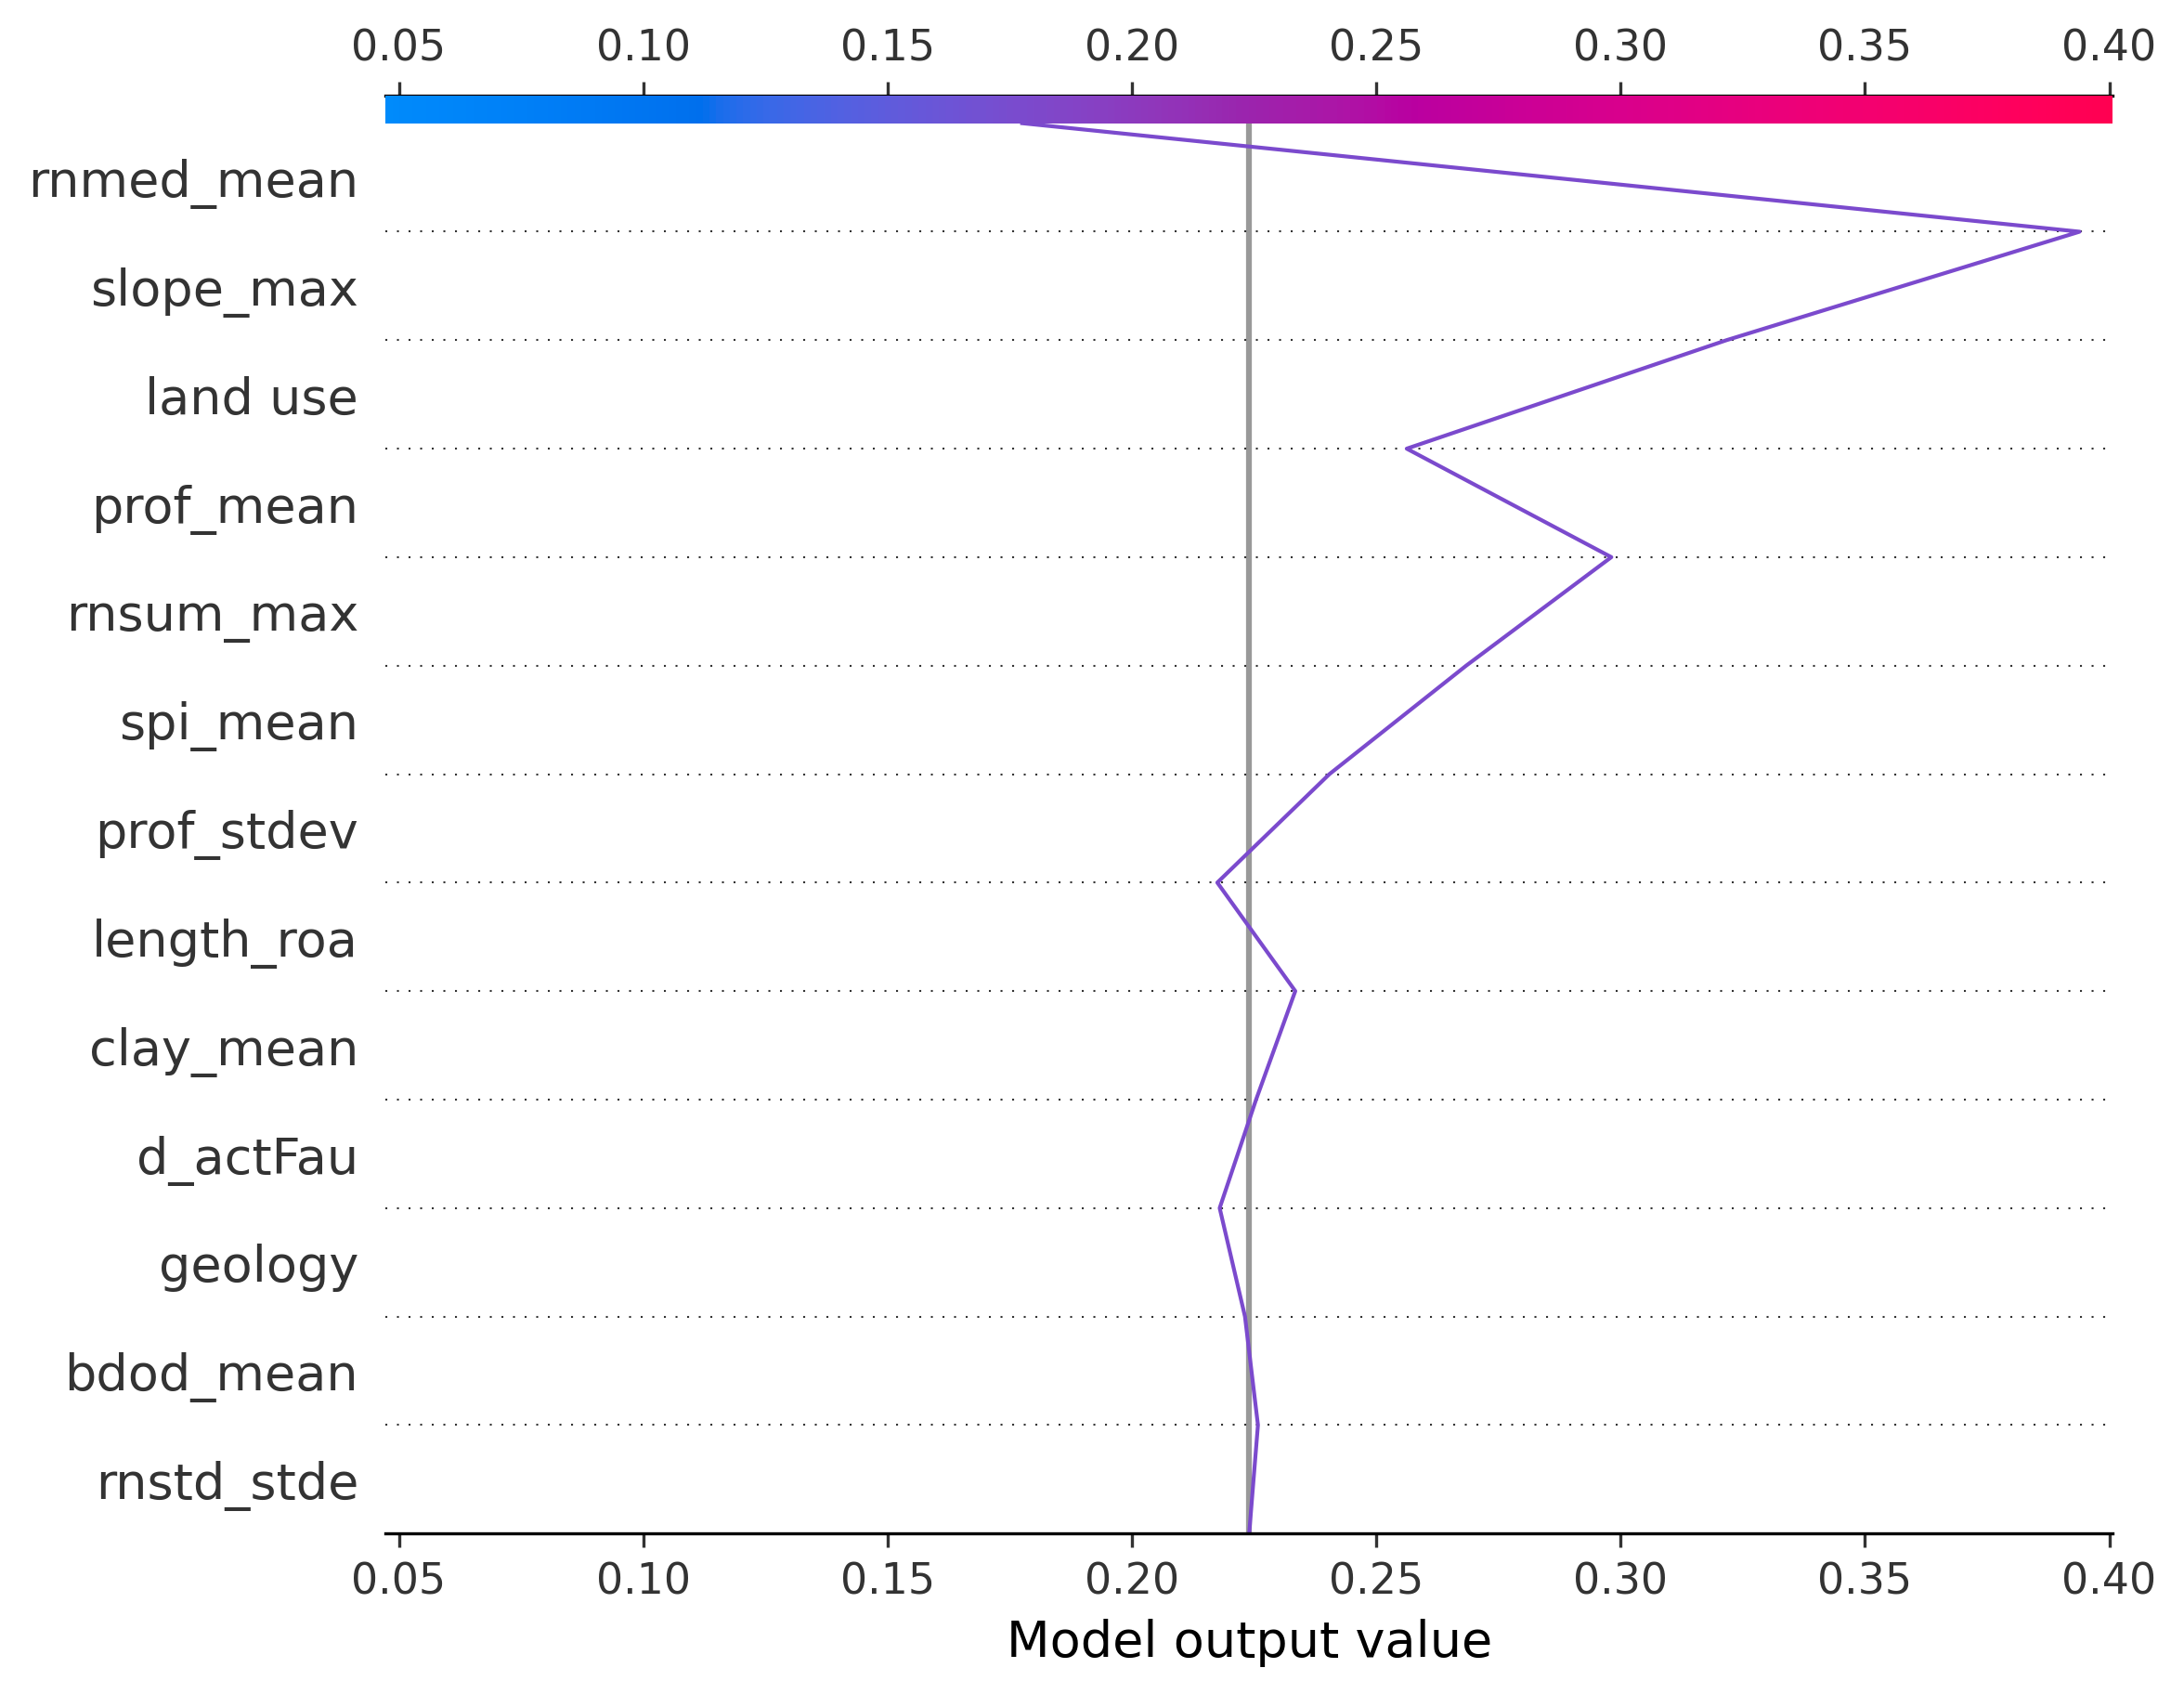 0.05 0.10 0.15 0.20 0.25 0.30 0.35 0.40
rnmed_mean
slope_max
land use
prof_mean
rnsum_max
spi_mean
prof_stdev
length_roa
clay_mean
d_actFau
geology
bdod_mean
rnstd_stde
0.05 0.10 0.15 0.20 0.25 0.30 0.35 0.40
Model output value